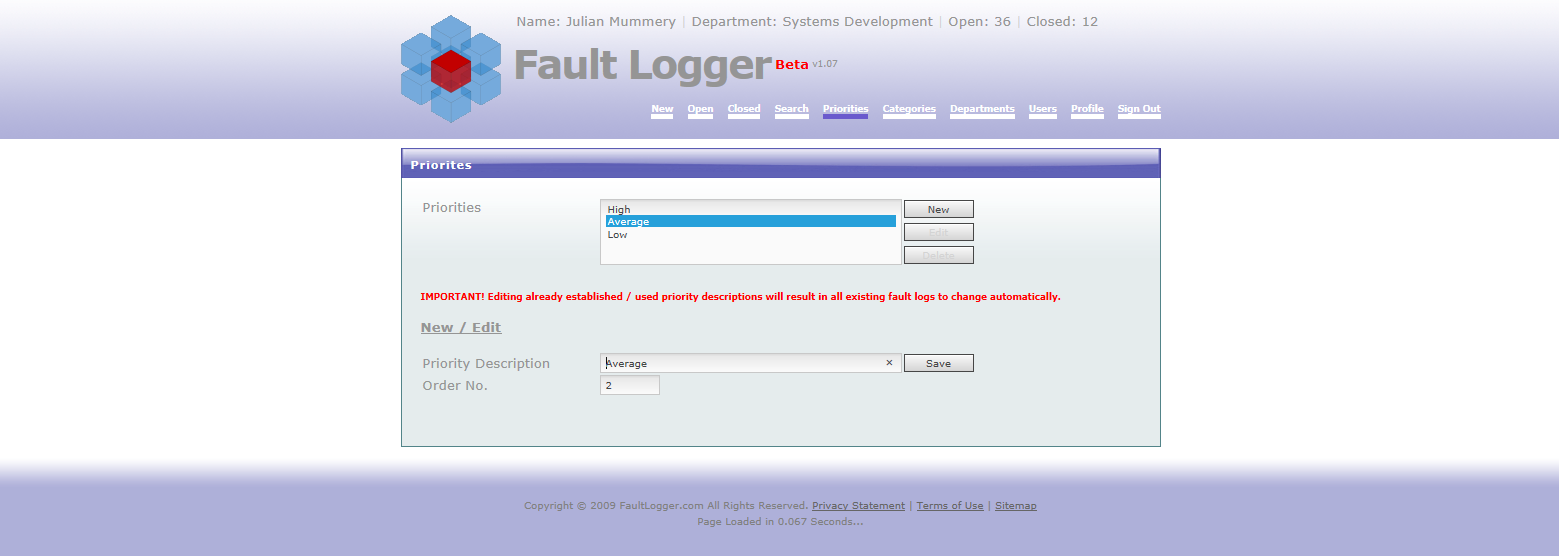 Name: Julian Mummery | Department: Systems Development | Open: 36 | Closed: 12
Fault Logger Beta v1.07
New Open Closed Search Priorities Categories Departments Users Profile Sign Out
Priorites
Priorities
High
Average
Low
New
Edit
Delete
IMPORTANT! Editing already established / used priority descriptions will result in all existing fault logs to change automatically.
New / Edit
Priority Description Average × Save
Order No. 2
Copyright © 2009 FaultLogger.com All Rights Reserved. Privacy Statement | Terms of Use | Sitemap
Page Loaded in 0.067 Seconds...